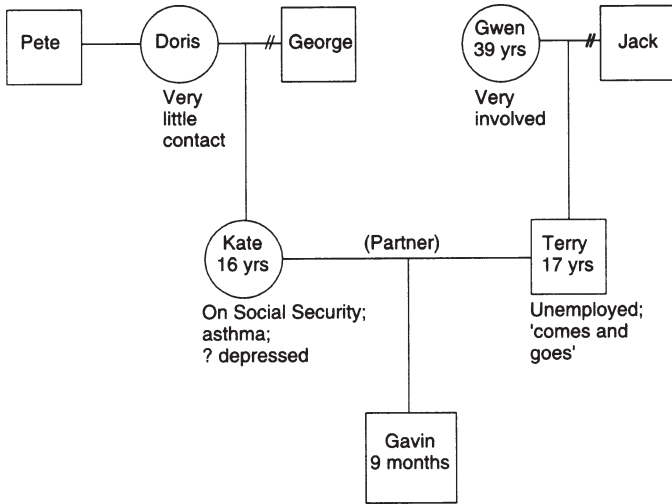 Pete
Doris
George
Gwen
39 yrs
Jack
Very
little
contact
Very
involved
Kate
16 yrs
(Partner)
Terry
17 yrs
On Social Security;
asthma;
? depressed
Unemployed;
'comes and
goes'
Gavin
9 months